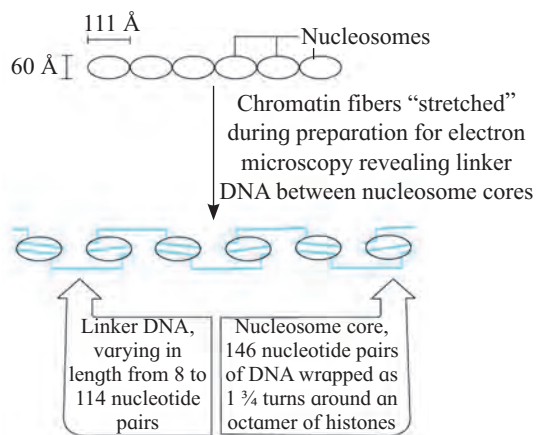 111 Å
Nucleosomes
60 Å
Chromatin fibers “stretched”
during preparation for electron
microscopy revealing linker
DNA between nucleosome cores
Linker DNA,
varying in
length from 8 to
114 nucleotide
pairs
Nucleosome core,
146 nucleotide pairs
of DNA wrapped as
1 ¾ turns around an
octamer of histones